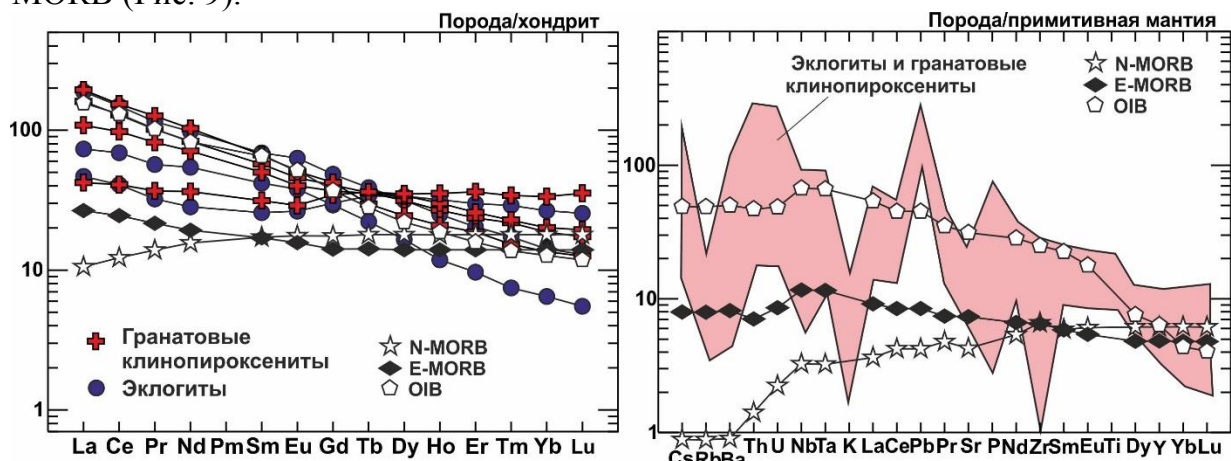 MORB (Рис. 9).
Порода/хондрит
100
10
1
Гранатовые
клинопироксениты
Эклогиты
N-MORB
E-MORB
OIB
La Ce Pr Nd Pm Sm Eu Gd Tb Dy Ho Er Tm Yb Lu
Порода/примитивная мантия
Эклогиты и гранатовые
клинопироксениты
N-MORB
E-MORB
OIB
100
10
1
CsRbBa Th U Nb Ta K La Ce Pb Pr Sr P Nd Zr Sm Eu Ti Dy Y Yb Lu